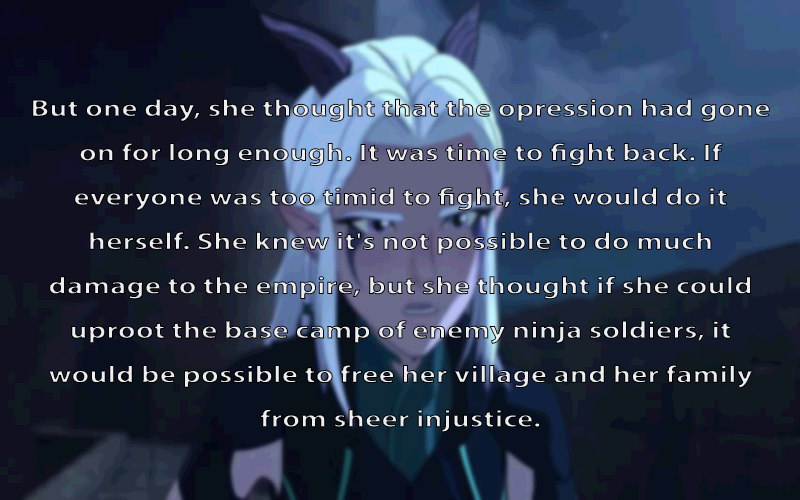 But one day, she thought that the opression had gone
on for long enough. It was time to fight back. If
everyone was too timid to fight, she would do it
herself. She knew it's not possible to do much
damage to the empire, but she thought if she could
uproot the base camp of enemy ninja soldiers, it
would be possible to free her village and her family
from sheer injustice.